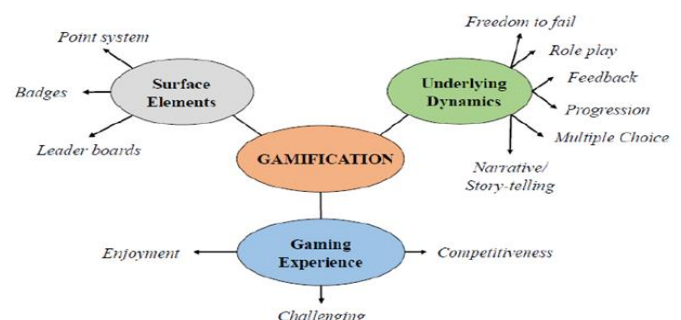 Freedom to fail
Point system
Role play
Surface
Elements
Underlying
Dynamics
Feedback
Badges
Progression
Multiple Choice
Leader boards
GAMIFICATION
Narrative/
Story-telling
Gaming
Experience
Enjoyment
Competitiveness
Challenging